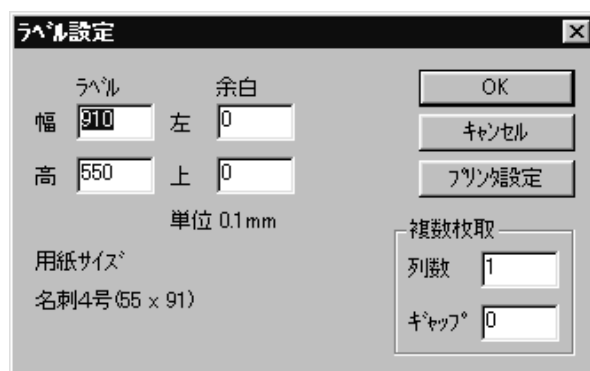 ﾗﾍﾞﾙ設定
ﾗﾍﾞﾙ 余白
幅 910 左 0
高 550 上 0
単位 0.1mm
用紙ｻｲｽﾞ
名刺4号(55 x 91)
OK
ｷｬﾝｾﾙ
ﾌﾟﾘﾝﾀ設定
複数枚取
列数 1
ｷﾞｬｯﾌﾟ 0